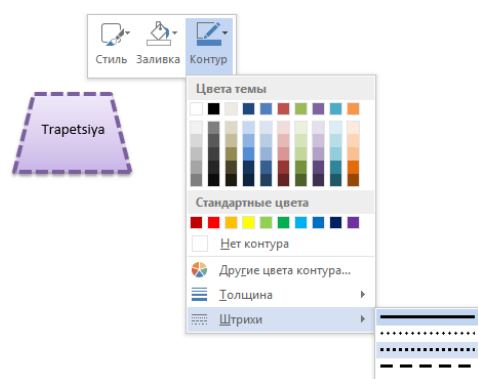 Стиль Заливка Контур
Цвета темы
Trapetsiya
Стандартные цвета
Нет контура
Другие цвета контура...
Толщина
Штрихи